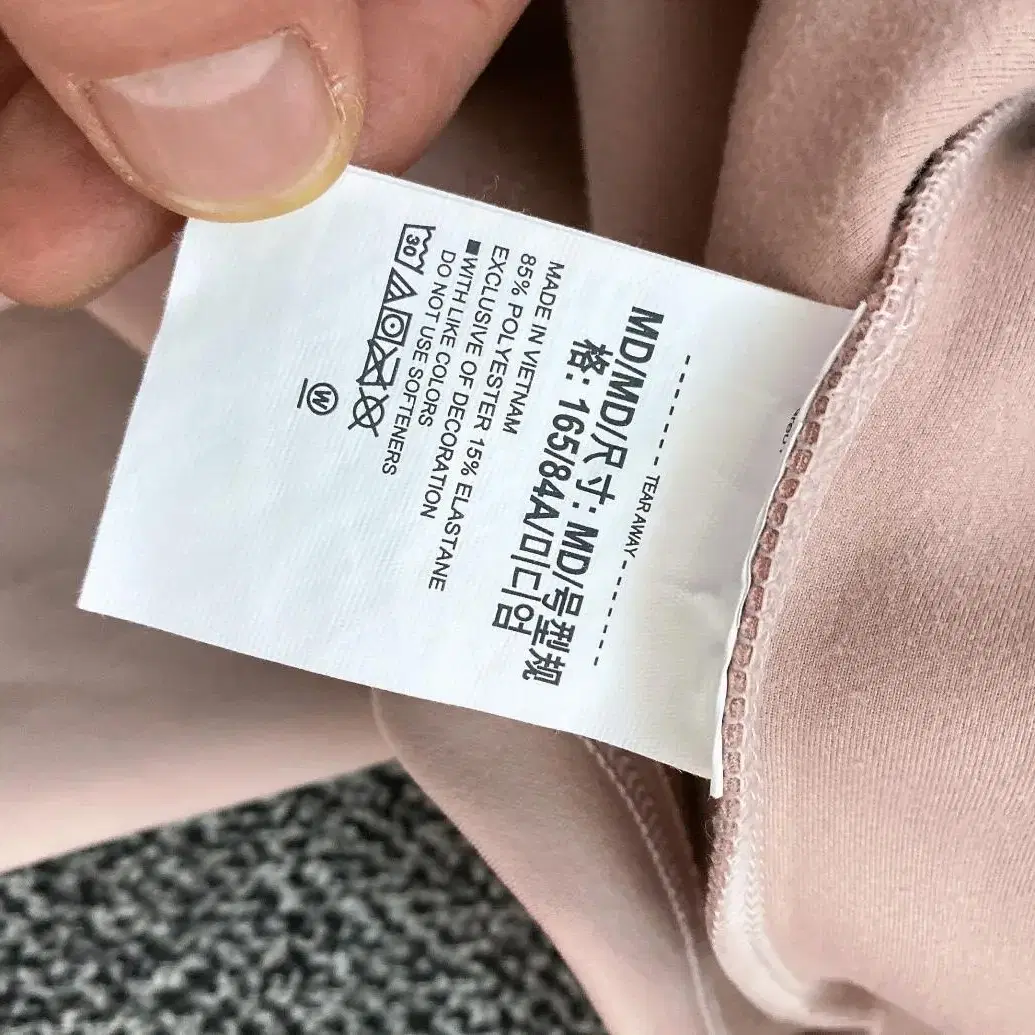 TEAR AWAY
MD/MD/尺寸: MD/号型规
格: 165/84A/미디엄
MADE IN VIETNAM
85% POLYESTER 15% ELASTANE
EXCLUSIVE OF DECORATION
■WITH LIKE COLORS
DO NOT USE SOFTENERS
30
W